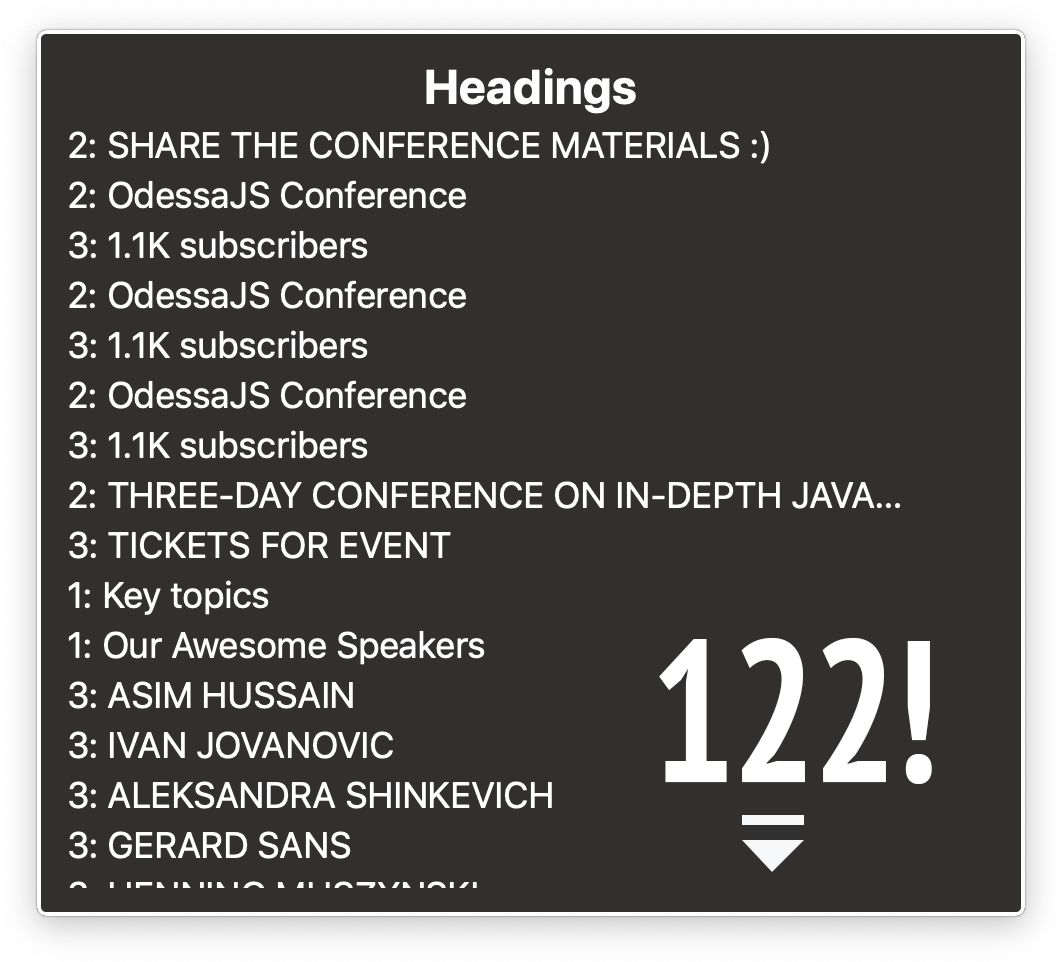 Headings
2: SHARE THE CONFERENCE MATERIALS :)
2: OdessaJS Conference
3: 1.1K subscribers
2: OdessaJS Conference
3: 1.1K subscribers
2: OdessaJS Conference
3: 1.1K subscribers
2: THREE-DAY CONFERENCE ON IN-DEPTH JAVA...
3: TICKETS FOR EVENT
1: Key topics
1: Our Awesome Speakers
3: ASIM HUSSAIN
3: IVAN JOVANOVIC
3: ALEKSANDRA SHINKEVICH
3: GERARD SANS
3: HENNING MUSZYNSKI
122!